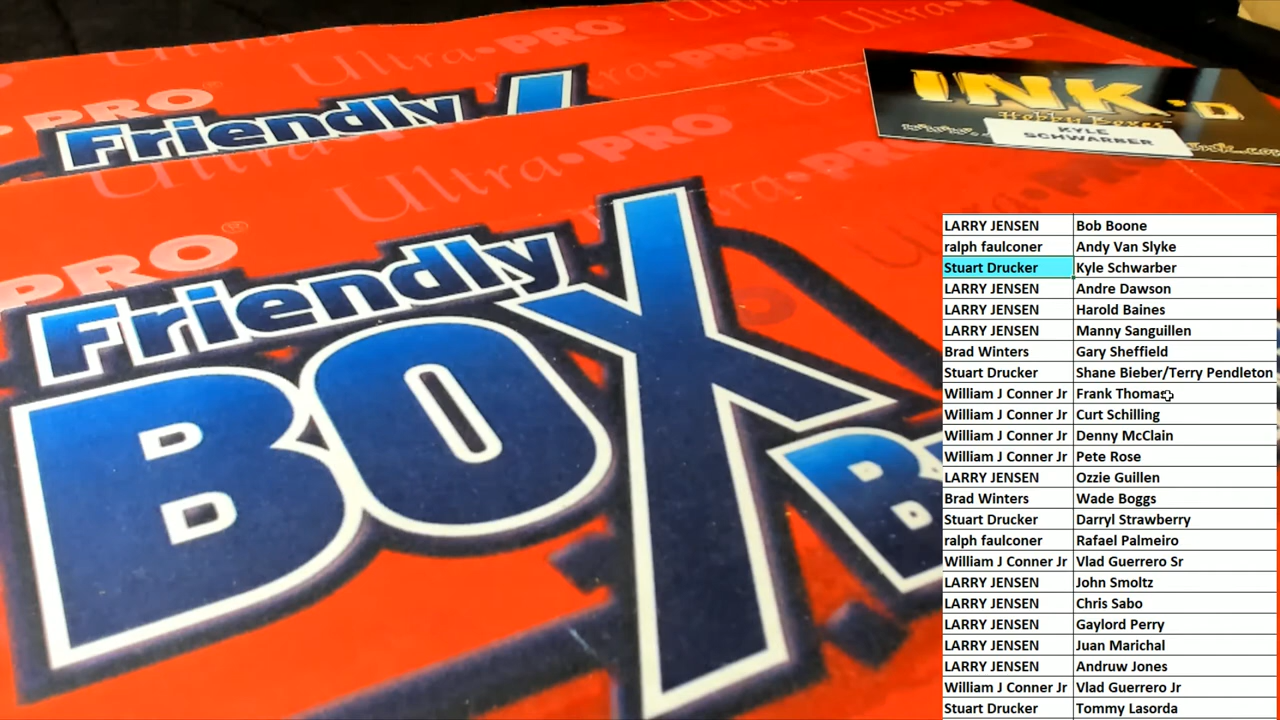 Ultra·PRO
PRO®
Ultra·PRO
Ultra
Friendly
INK'D
Hobby Boxes
KYLE
SCHWARNER
Ultra·PRO
PRO®
Friendly
BOX
B
LARRY JENSEN Bob Boone
ralph faulconer Andy Van Slyke
Stuart Drucker Kyle Schwarber
LARRY JENSEN Andre Dawson
LARRY JENSEN Harold Baines
LARRY JENSEN Manny Sanguillen
Brad Winters Gary Sheffield
Stuart Drucker Shane Bieber/Terry Pendleton
William J Conner Jr Frank Thomas
William J Conner Jr Curt Schilling
William J Conner Jr Denny McClain
William J Conner Jr Pete Rose
LARRY JENSEN Ozzie Guillen
Brad Winters Wade Boggs
Stuart Drucker Darryl Strawberry
ralph faulconer Rafael Palmeiro
William J Conner Jr Vlad Guerrero Sr
LARRY JENSEN John Smoltz
LARRY JENSEN Chris Sabo
LARRY JENSEN Gaylord Perry
LARRY JENSEN Juan Marichal
LARRY JENSEN Andruw Jones
William J Conner Jr Vlad Guerrero Jr
Stuart Drucker Tommy Lasorda